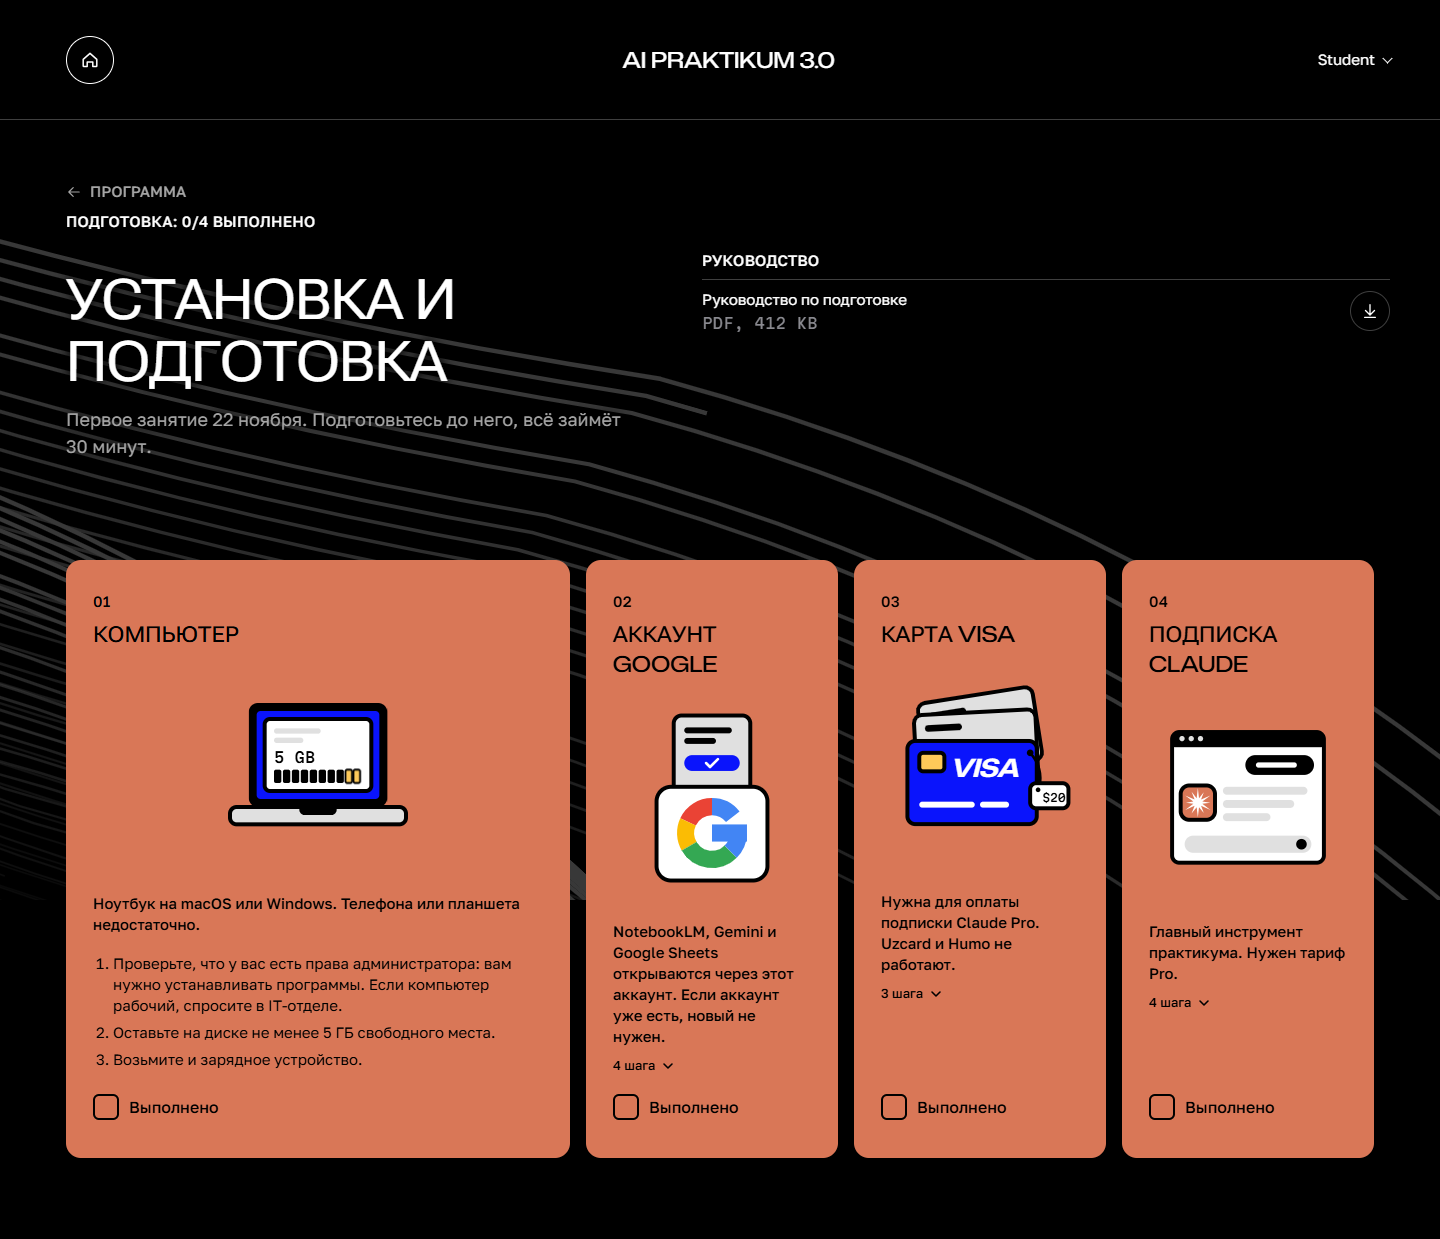 AI PRAKTIKUM 3.0
Student
ПРОГРАММА
ПОДГОТОВКА: 0/4 ВЫПОЛНЕНО
УСТАНОВКА И
ПОДГОТОВКА
Первое занятие 22 ноября. Подготовьтесь до него, всё займёт
30 минут.
РУКОВОДСТВО
Руководство по подготовке
PDF, 412 KB
01
КОМПЬЮТЕР
5 GB
Ноутбук на macOS или Windows. Телефона или планшета
недостаточно.
1. Проверьте, что у вас есть права администратора: вам
нужно устанавливать программы. Если компьютер
рабочий, спросите в IT-отделе.
2. Оставьте на диске не менее 5 ГБ свободного места.
3. Возьмите и зарядное устройство.
Выполнено
02
АККАУНТ
GOOGLE
G
NotebookLM, Gemini и
Google Sheets
открываются через этот
аккаунт. Если аккаунт
уже есть, новый не
нужен.
4 шага
Выполнено
03
КАРТА VISA
VISA
$20
Нужна для оплаты
подписки Claude Pro.
Uzcard и Humo не
работают.
3 шага
Выполнено
04
ПОДПИСКА
CLAUDE
Главный инструмент
практикума. Нужен тариф
Pro.
4 шага
Выполнено